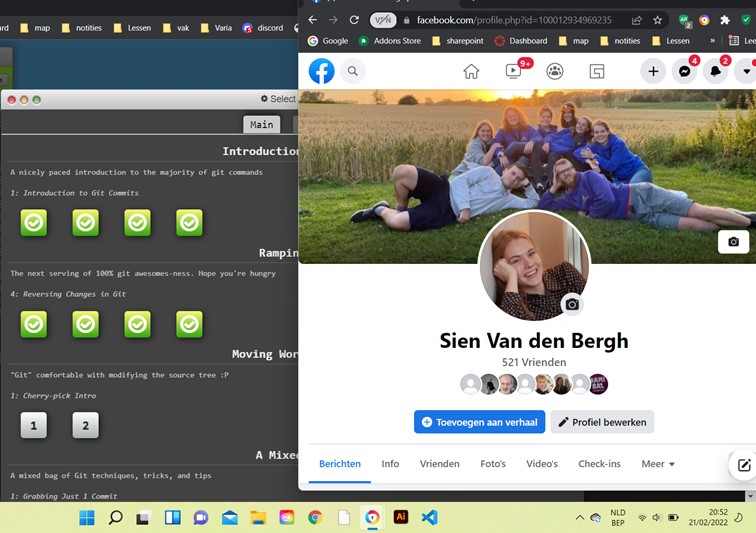 map
notities
Lessen
vak
Varia
discord
facebook.com/profile.php?id=100012934969235
VPN
Google
Addons Store
sharepoint
Dashboard
map
notities
Lessen
»
9+
4
2
Select
Main
Introduction
A nicely paced introduction to the majority of git commands
1: Introduction to Git Commits
Rampin
The next serving of 100% git awesomes-ness. Hope you're hungry
4: Reversing Changes in Git
Moving Wor
"Git" comfortable with modifying the source tree :P
1: Cherry-pick Intro
1
2
A Mixed
A mixed bag of Git techniques, tricks, and tips
1: Grabbing Just 1 Commit
Sien Van den Bergh
521 Vrienden
Toevoegen aan verhaal
Profiel bewerken
Berichten
Info
Vrienden
Foto's
Video's
Check-ins
Meer
Ai
NLD
BEP
20:52
21/02/2022